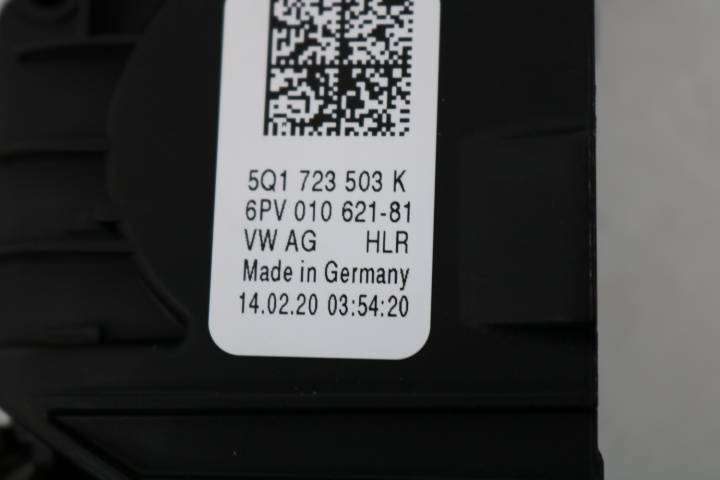 5Q1 723 503 K
6PV 010 621-81
VW AG HLR
Made in Germany
14.02.20 03:54:20